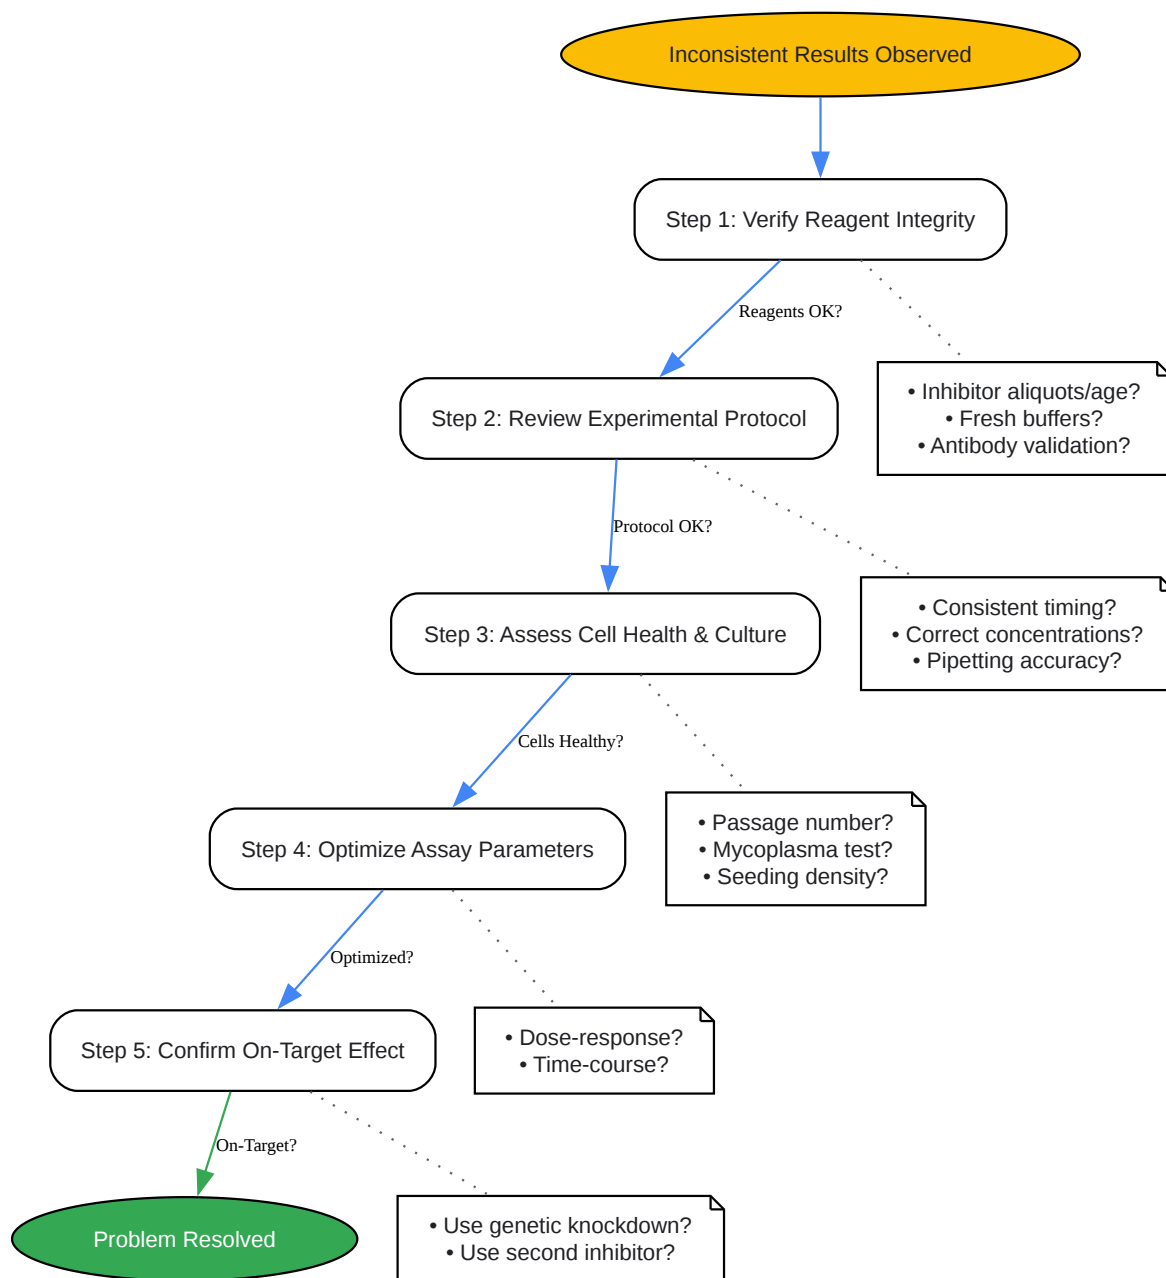 Inconsistent Results Observed
Step 1: Verify Reagent Integrity
Reagents OK?
• Inhibitor aliquots/age?
• Fresh buffers?
• Antibody validation?
Step 2: Review Experimental Protocol
Protocol OK?
• Consistent timing?
• Correct concentrations?
• Pipetting accuracy?
Step 3: Assess Cell Health & Culture
Cells Healthy?
• Passage number?
• Mycoplasma test?
• Seeding density?
Step 4: Optimize Assay Parameters
Optimized?
• Dose-response?
• Time-course?
Step 5: Confirm On-Target Effect
On-Target?
• Use genetic knockdown?
• Use second inhibitor?
Problem Resolved